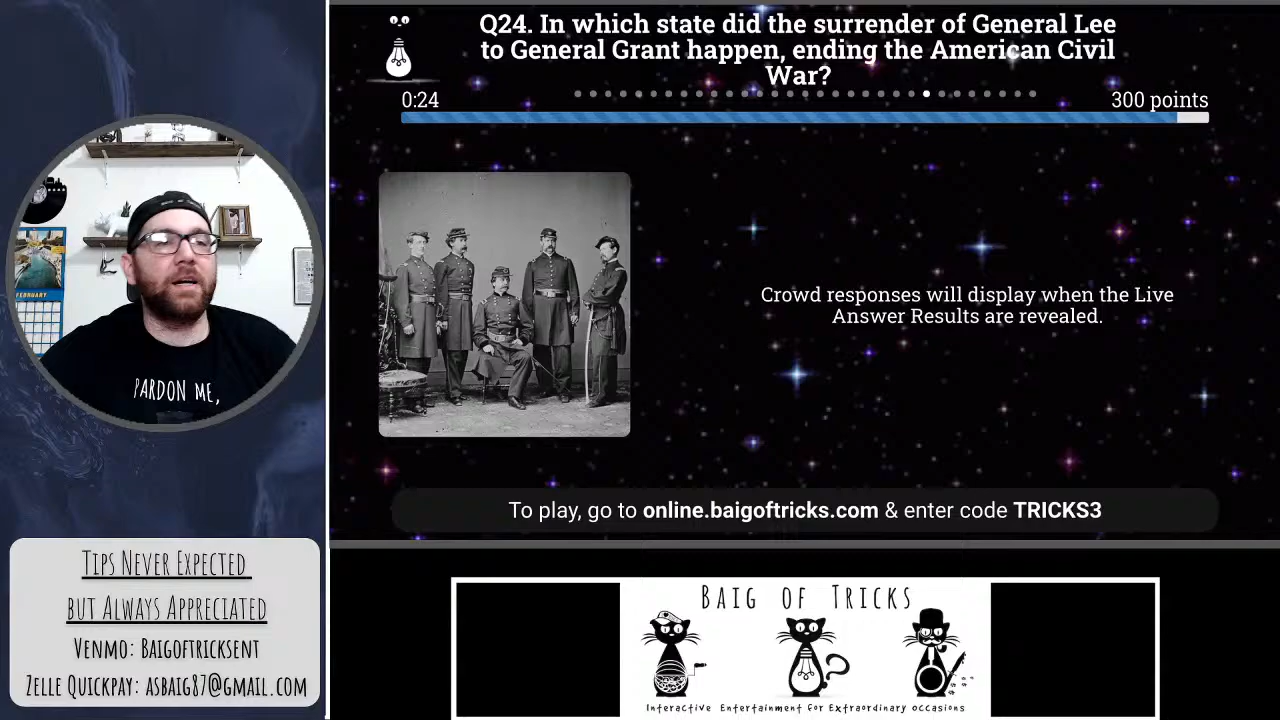 Q24. In which state did the surrender of General Lee
to General Grant happen, ending the American Civil
War?
0:24
300 points
Crowd responses will display when the Live
Answer Results are revealed.
To play, go to online.baigoftricks.com & enter code TRICKS3
FEBRUARY
PARDON ME,
Tips Never Expected
but Always Appreciated
Venmo: Baigoftricksent
Zelle Quickpay: asbaig87@gmail.com
Baig of Tricks
Interactive Entertainment for Extraordinary Occasions